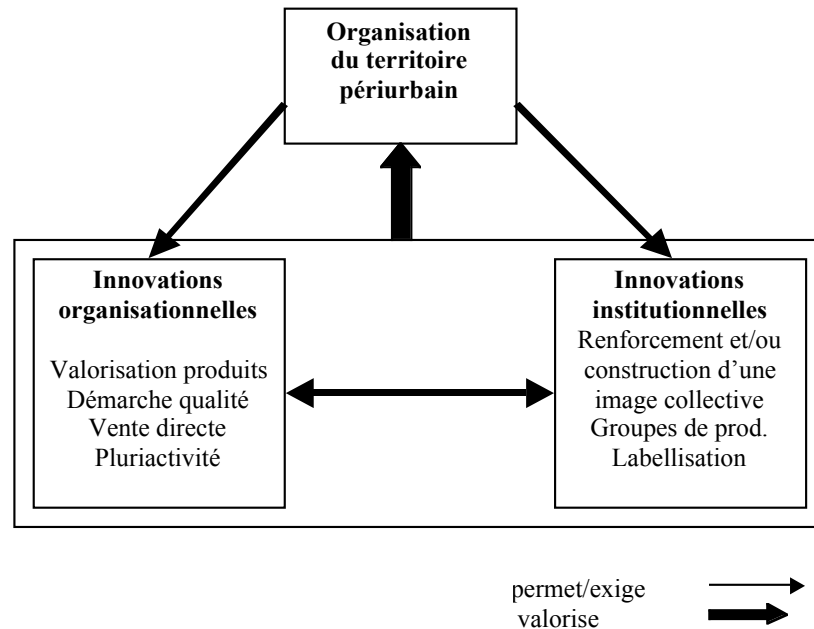 Organisation
du territoire
périurbain
Innovations
organisationnelles
Valorisation produits
Démarche qualité
Vente directe
Pluriactivité
Innovations
institutionnelles
Renforcement et/ou
construction d’une
image collective
Groupes de prod.
Labellisation
permet/exige
valorise